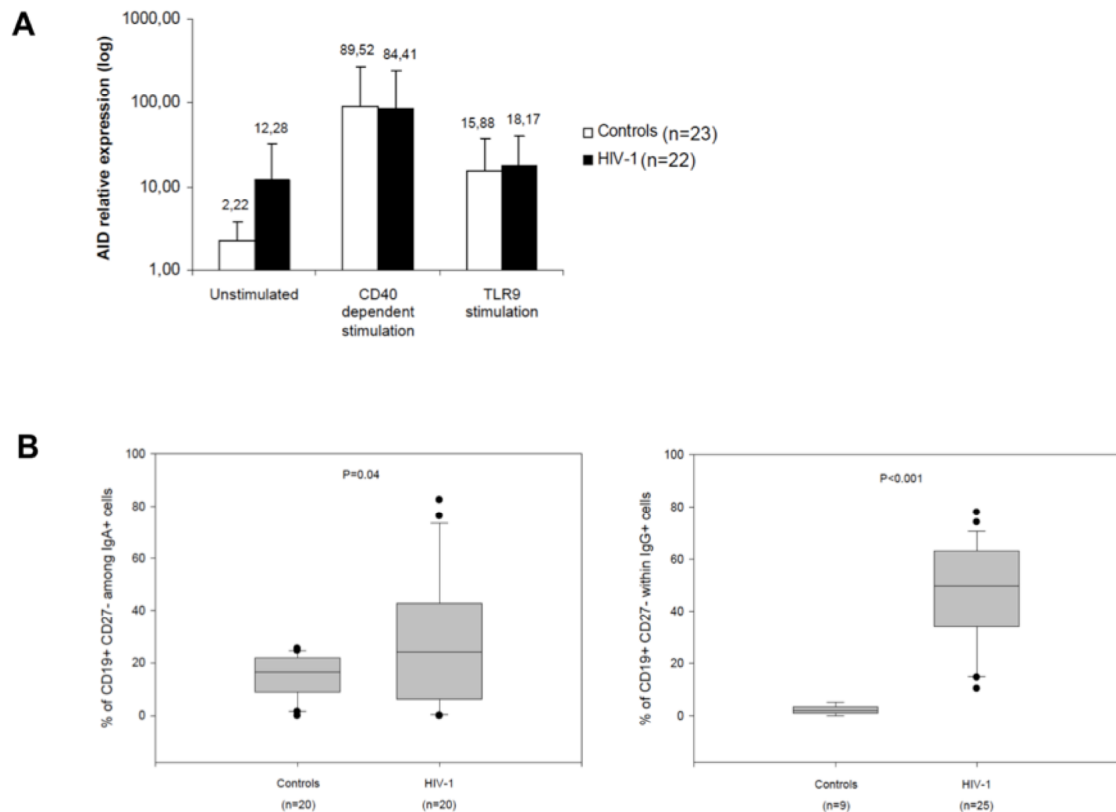 A
AID relative expression (log)
1000,00
100,00
10,00
1,00
2,22
12,28
89,52
84,41
15,88
18,17
Unstimulated
CD40
dependent
stimulation
TLR9
stimulation
Controls (n=23)
HIV-1 (n=22)
B
% of CD19+ CD27- among IgA+ cells
100
80
60
40
20
0
P=0.04
Controls
(n=20)
HIV-1
(n=20)
% of CD19+ CD27- within IgG+ cells
100
80
60
40
20
0
P<0.001
Controls
(n=9)
HIV-1
(n=25)